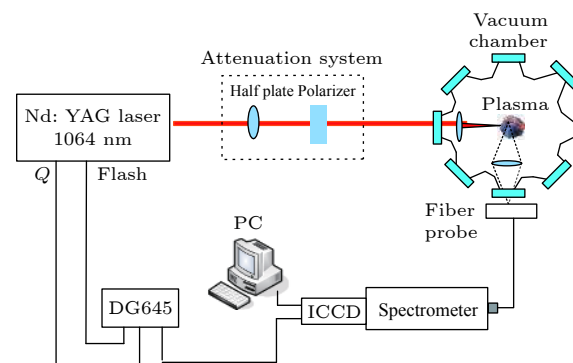 Vacuum
chamber
Attenuation system
Half plate Polarizer
Plasma
Nd: YAG laser
1064 nm
Q
Flash
Fiber
probe
PC
DG645
ICCD
Spectrometer